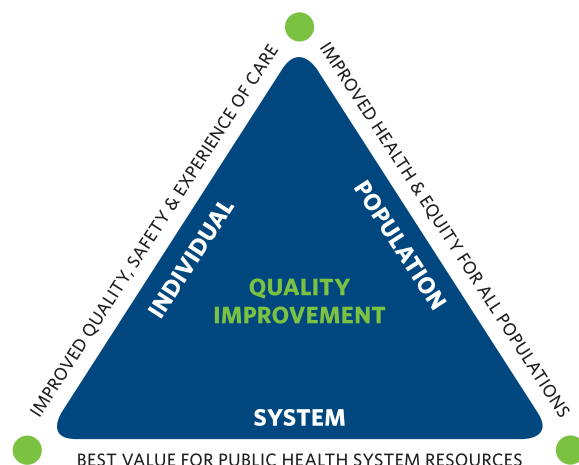 IMPROVED QUALITY, SAFETY & EXPERIENCE OF CARE
IMPROVED HEALTH & EQUITY FOR ALL POPULATIONS
INDIVIDUAL
POPULATION
QUALITY
IMPROVEMENT
SYSTEM
BEST VALUE FOR PUBLIC HEALTH SYSTEM RESOURCES